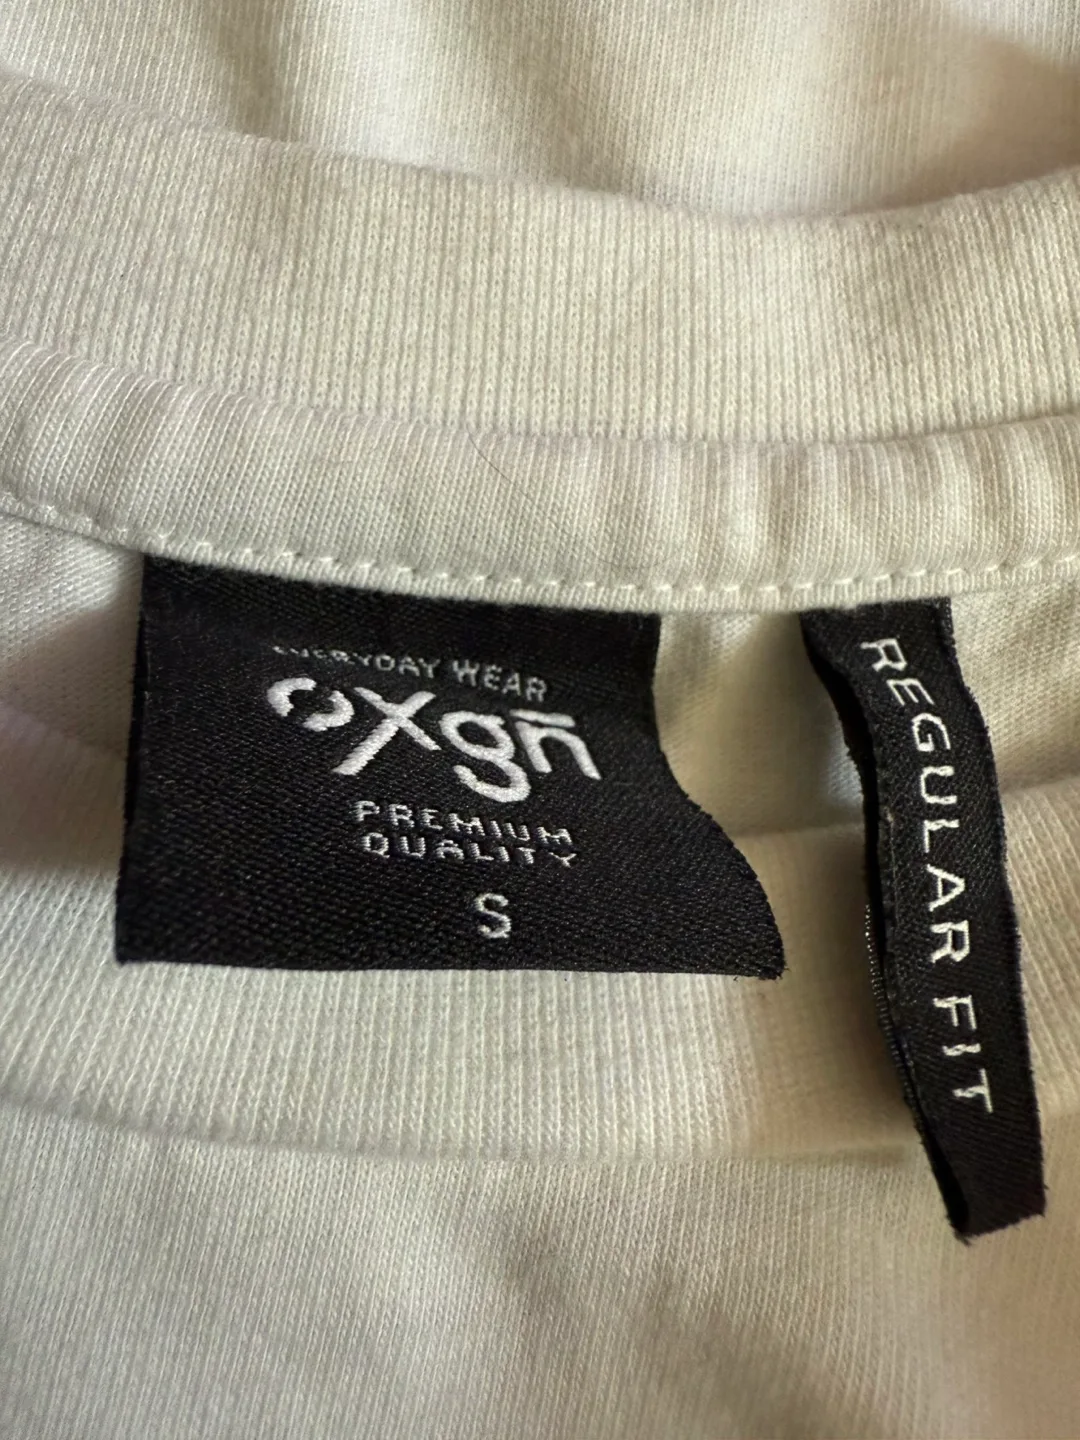 EVERYDAY WEAR
oxgn
PREMIUM
QUALITY
S
REGULAR FIT